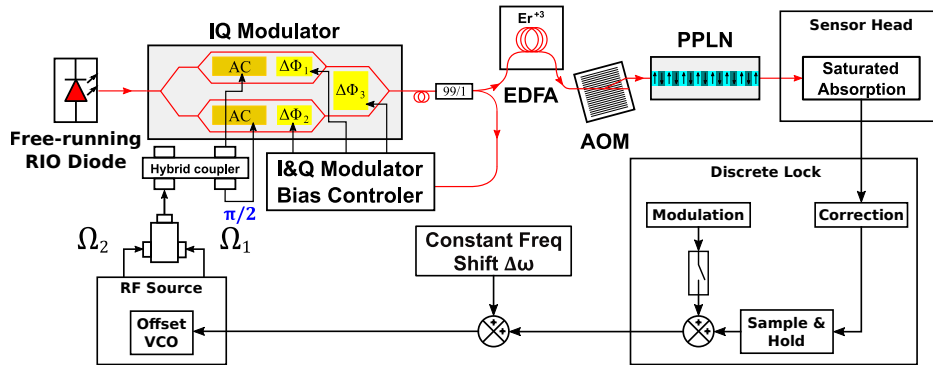 IQ Modulator
Er+3
Sensor Head
PPLN
AC
ΔΦ1
ΔΦ3
AC
ΔΦ2
99/1
EDFA
AOM
Saturated
Absorption
Free-running
RIO Diode
Hybrid coupler
π/2
I&Q Modulator
Bias Controler
Discrete Lock
Modulation
Correction
Ω2
Ω1
Constant Freq
Shift Δω
RF Source
Offset
VCO
Sample &
Hold